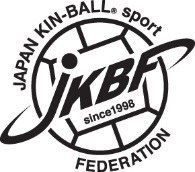 JAPAN KIN-BALL® sport
JKBF
since1998
FEDERATION